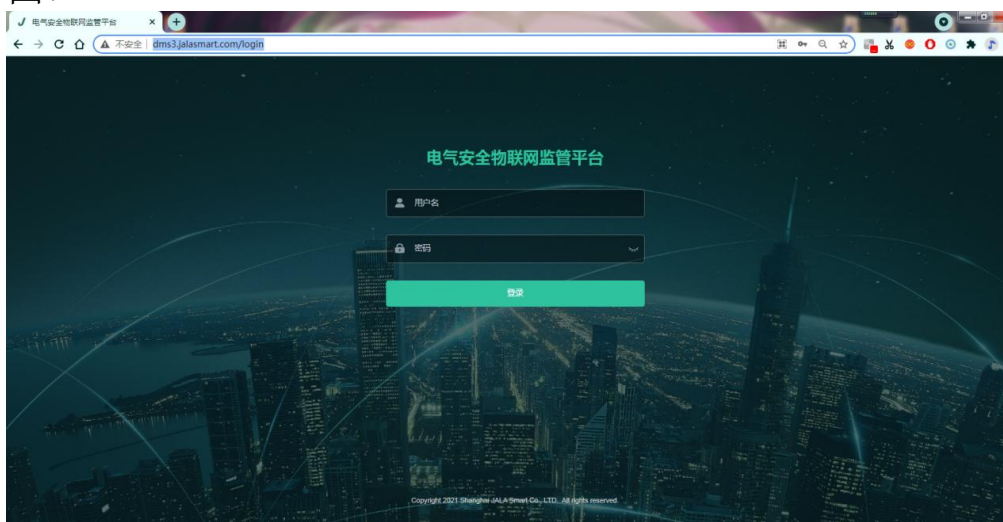 电气安全物联网监管平台
不安全 | dms3.jalasmart.com/login
电气安全物联网监管平台
用户名
密码
登录
Copyright 2021 Shanghai JALA Smart Co., LTD. All rights reserved.